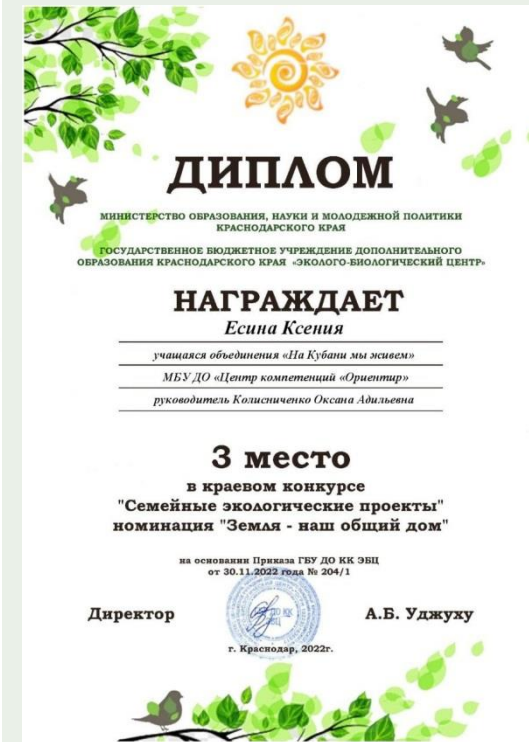 ДИПЛОМ
МИНИСТЕРСТВО ОБРАЗОВАНИЯ, НАУКИ И МОЛОДЕЖНОЙ ПОЛИТИКИ
КРАСНОДАРСКОГО КРАЯ
ГОСУДАРСТВЕННОЕ БЮДЖЕТНОЕ УЧРЕЖДЕНИЕ ДОПОЛНИТЕЛЬНОГО
ОБРАЗОВАНИЯ КРАСНОДАРСКОГО КРАЯ «ЭКОЛОГО-БИОЛОГИЧЕСКИЙ ЦЕНТР»
НАГРАЖДАЕТ
Есина Ксения
учащаяся объединения «На Кубани мы живем»
МБУ ДО «Центр компетенций «Ориентир»
руководитель Колисниченко Оксана Адильевна
3 место
в краевом конкурсе
"Семейные экологические проекты"
номинация "Земля - наш общий дом"
на основании Приказа ГБУ ДО КК ЭБЦ
от 30.11.2022 года № 204/1
Директор
А.Б. Уджуху
г. Краснодар, 2022г.